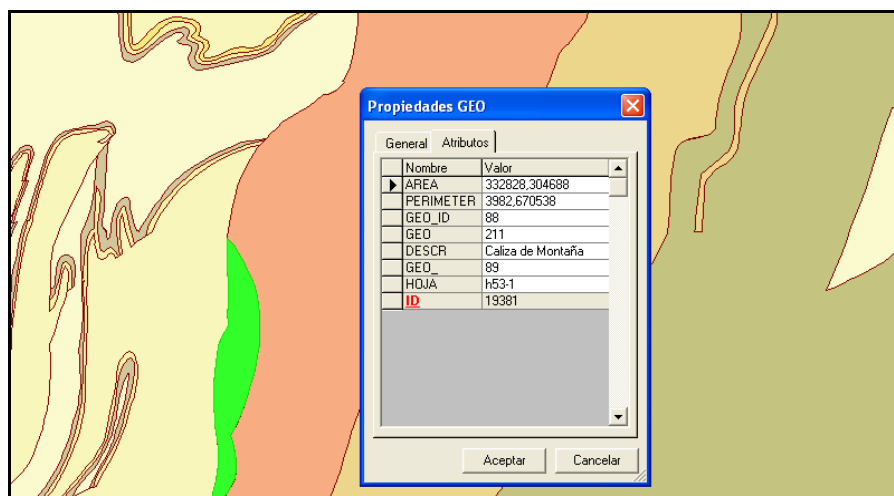 Propiedades GEO
General Atributos
Nombre Valor
AREA 332828,304688
PERIMETER 3982,670538
GEO_ID 88
GEO 211
DESCR Caliza de Montaña
GEO_ 89
HOJA h53-1
ID 19381
Aceptar Cancelar